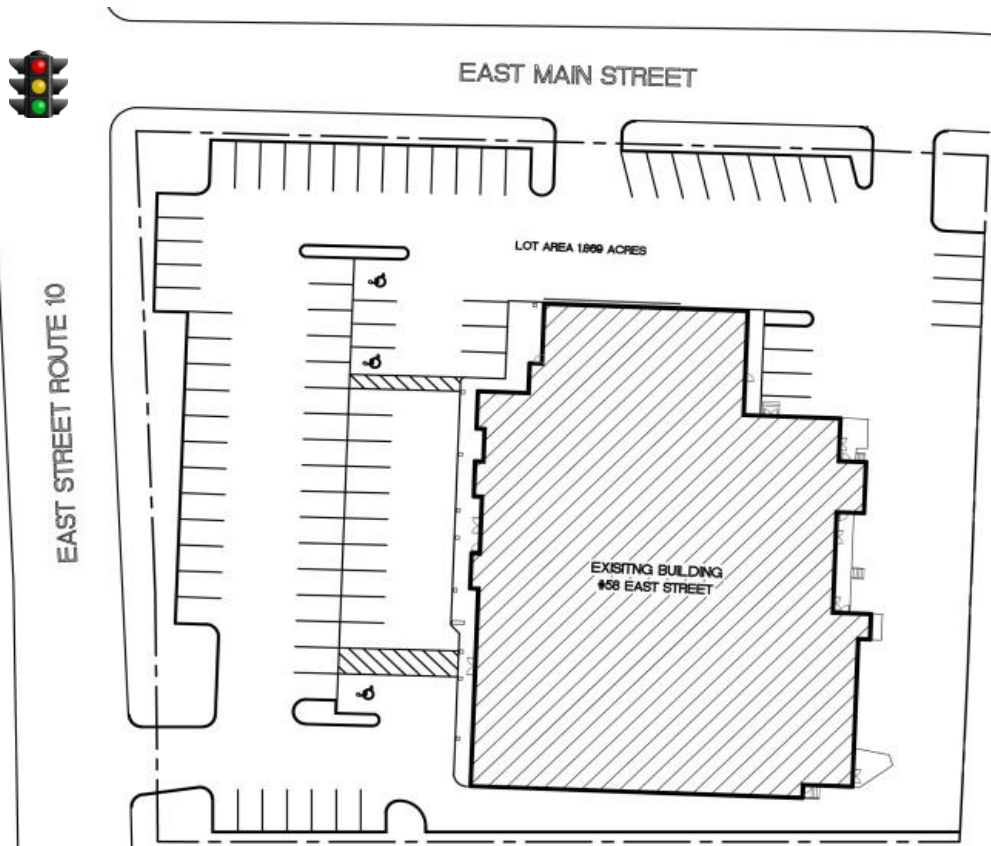 EAST MAIN STREET
LOT AREA 1.869 ACRES
EAST STREET ROUTE 10
EXISITNG BUILDING
#58 EAST STREET